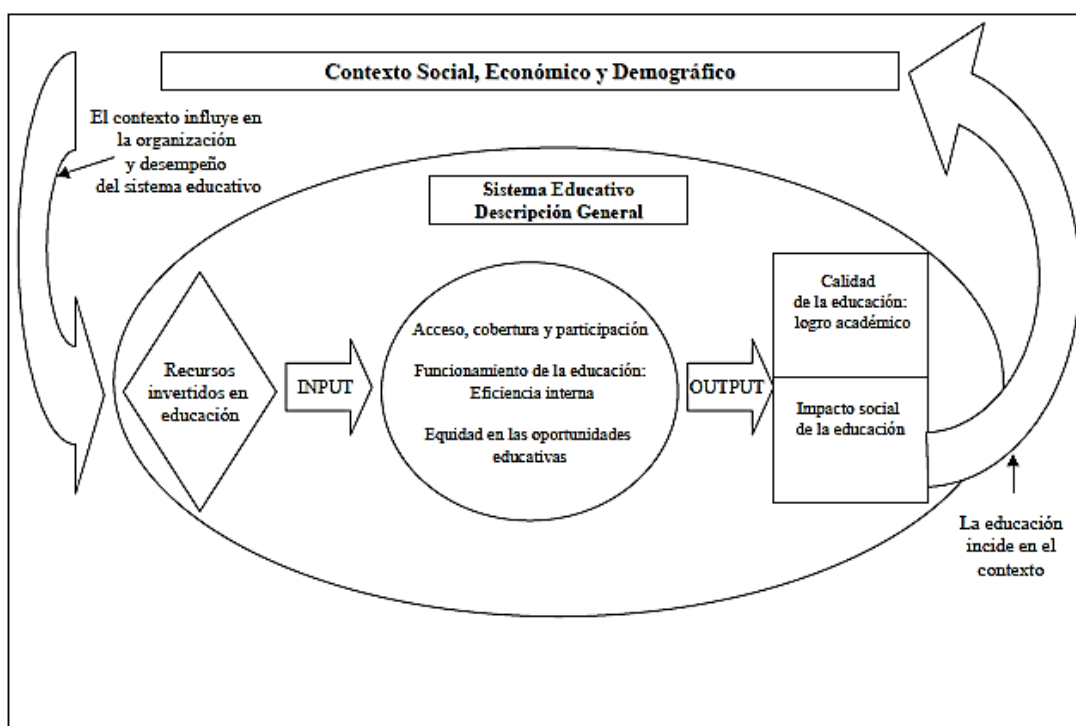 Contexto Social, Económico y Demográfico
El contexto influye en
la organización
y desempeño
del sistema educativo
Sistema Educativo
Descripción General
Recursos
invertidos en
educación
INPUT
Acceso, cobertura y participación
Funcionamiento de la educación:
Eficiencia interna
Equidad en las oportunidades
educativas
OUTPUT
Calidad
de la educación:
logro académico
Impacto social
de la educación
La educación
incide en el
contexto